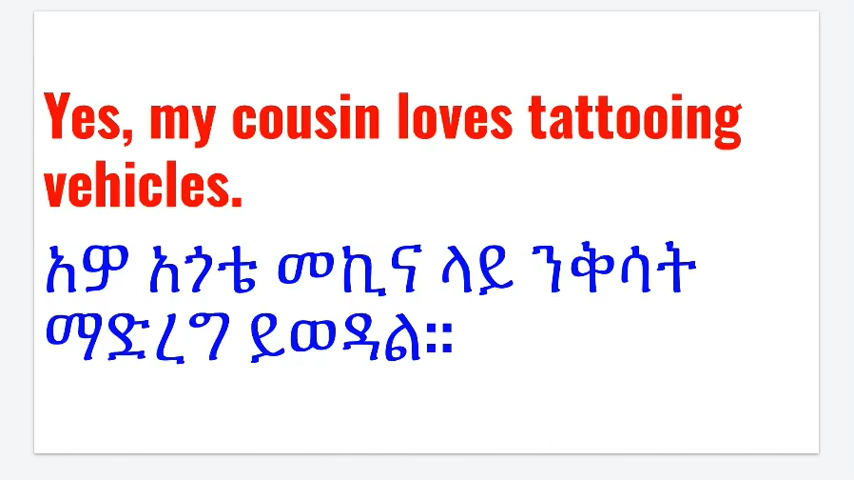 Yes, my cousin loves tattooing
vehicles.
አዎ አጎቴ መኪና ላይ ንቅሳት
ማድረግ ይወዳል።